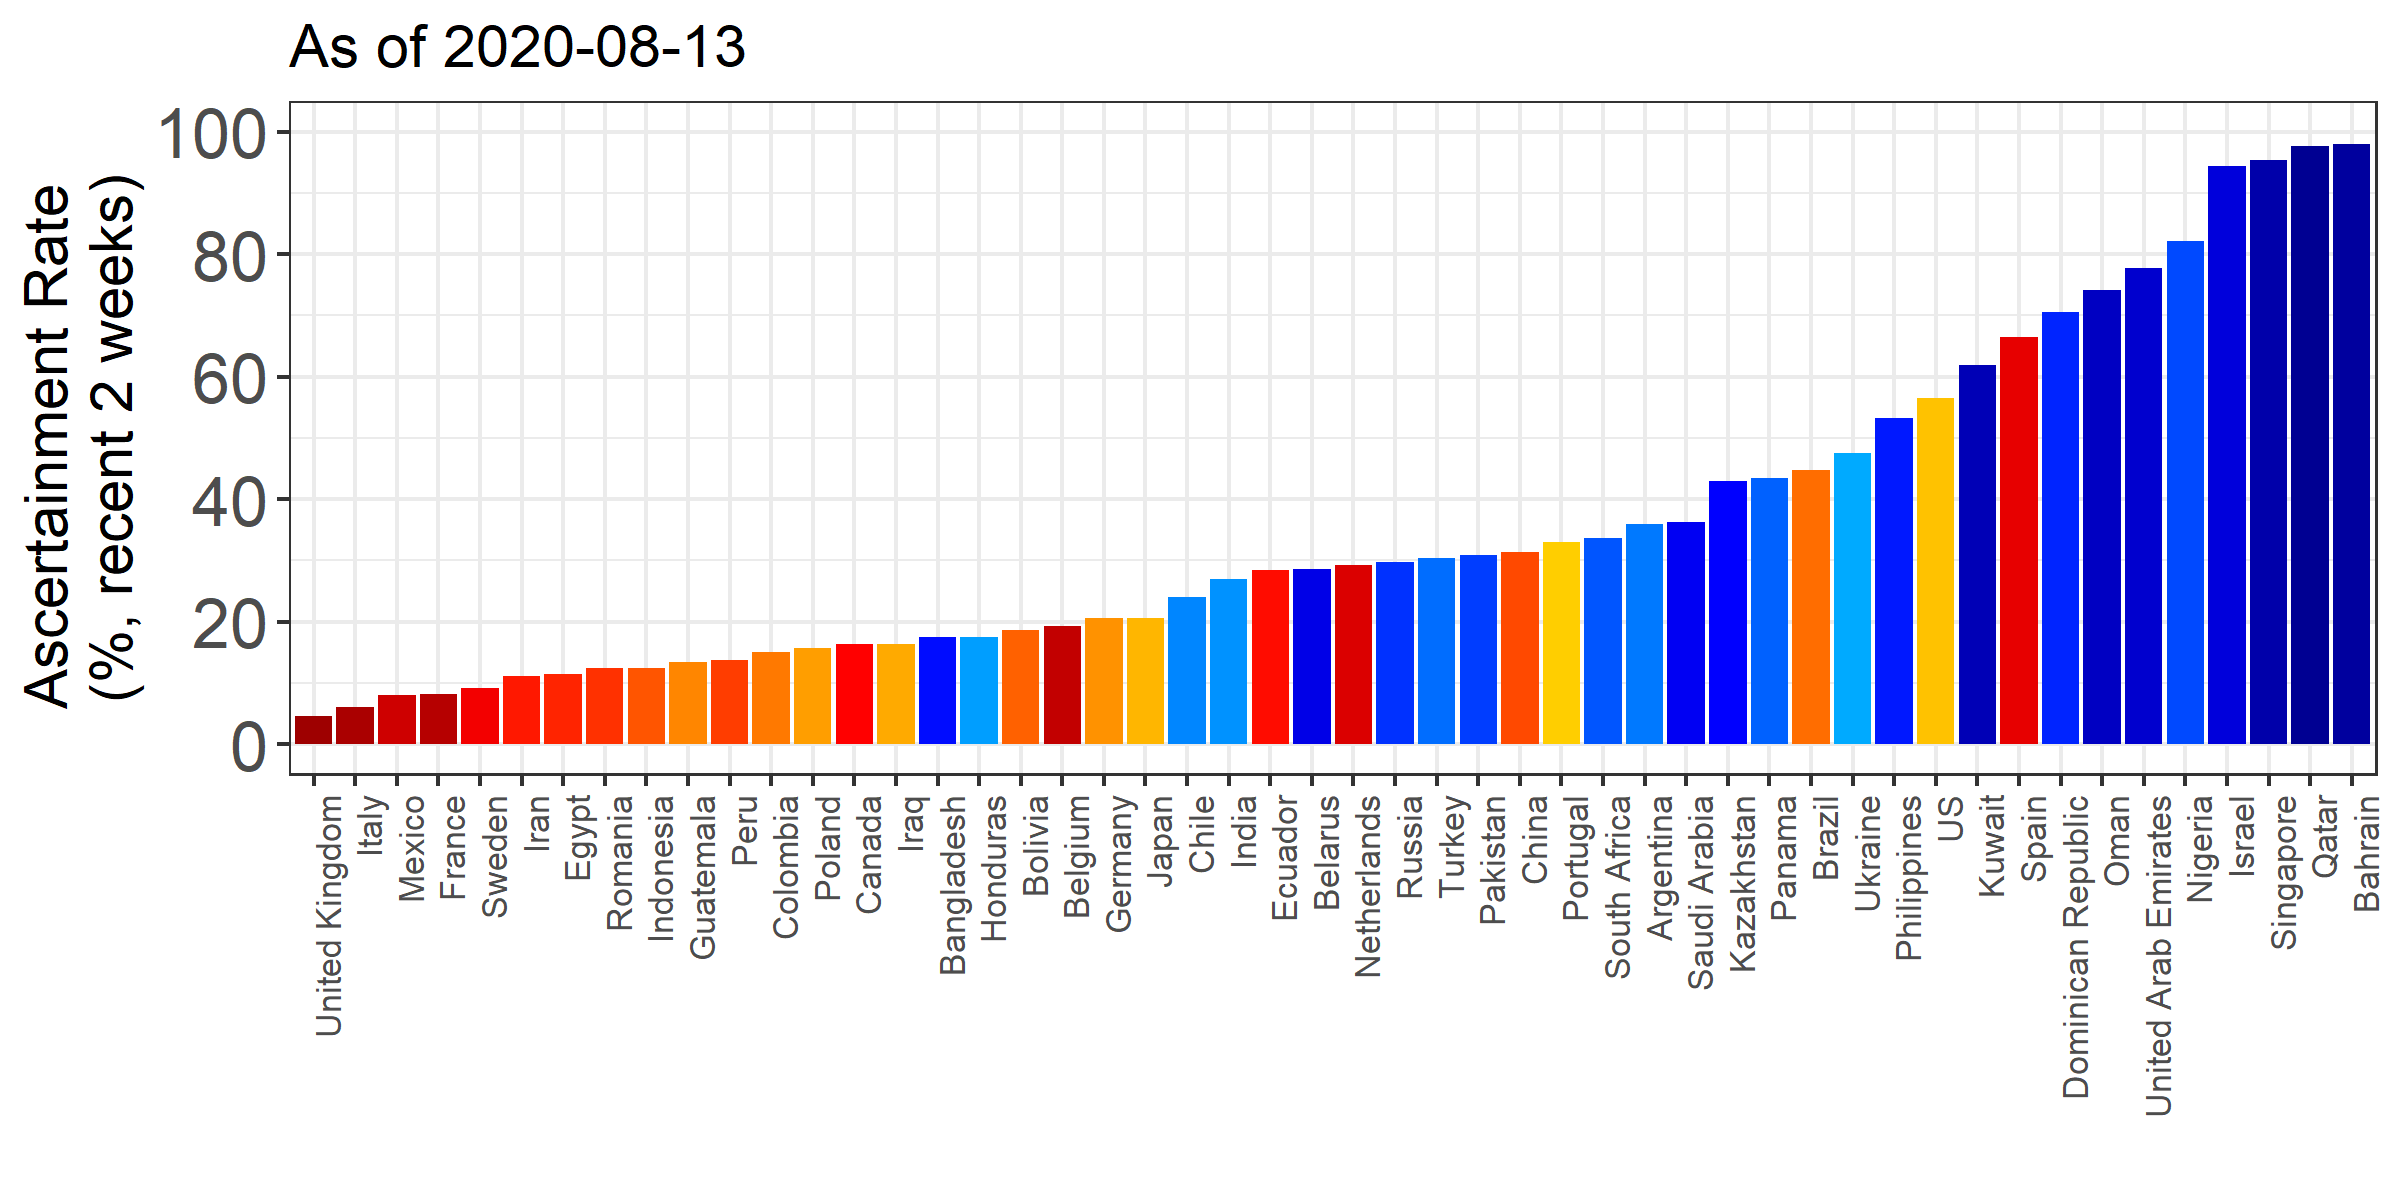 As of 2020-08-13
Ascertainment Rate
(%, recent 2 weeks)
100
80
60
40
20
0
United Kingdom
Italy
Mexico
France
Sweden
Iran
Egypt
Romania
Indonesia
Guatemala
Peru
Colombia
Poland
Canada
Iraq
Bangladesh
Honduras
Bolivia
Belgium
Germany
Japan
Chile
India
Ecuador
Belarus
Netherlands
Russia
Turkey
Pakistan
China
Portugal
South Africa
Argentina
Saudi Arabia
Kazakhstan
Panama
Brazil
Ukraine
Philippines
US
Kuwait
Spain
Dominican Republic
Oman
United Arab Emirates
Nigeria
Israel
Singapore
Qatar
Bahrain